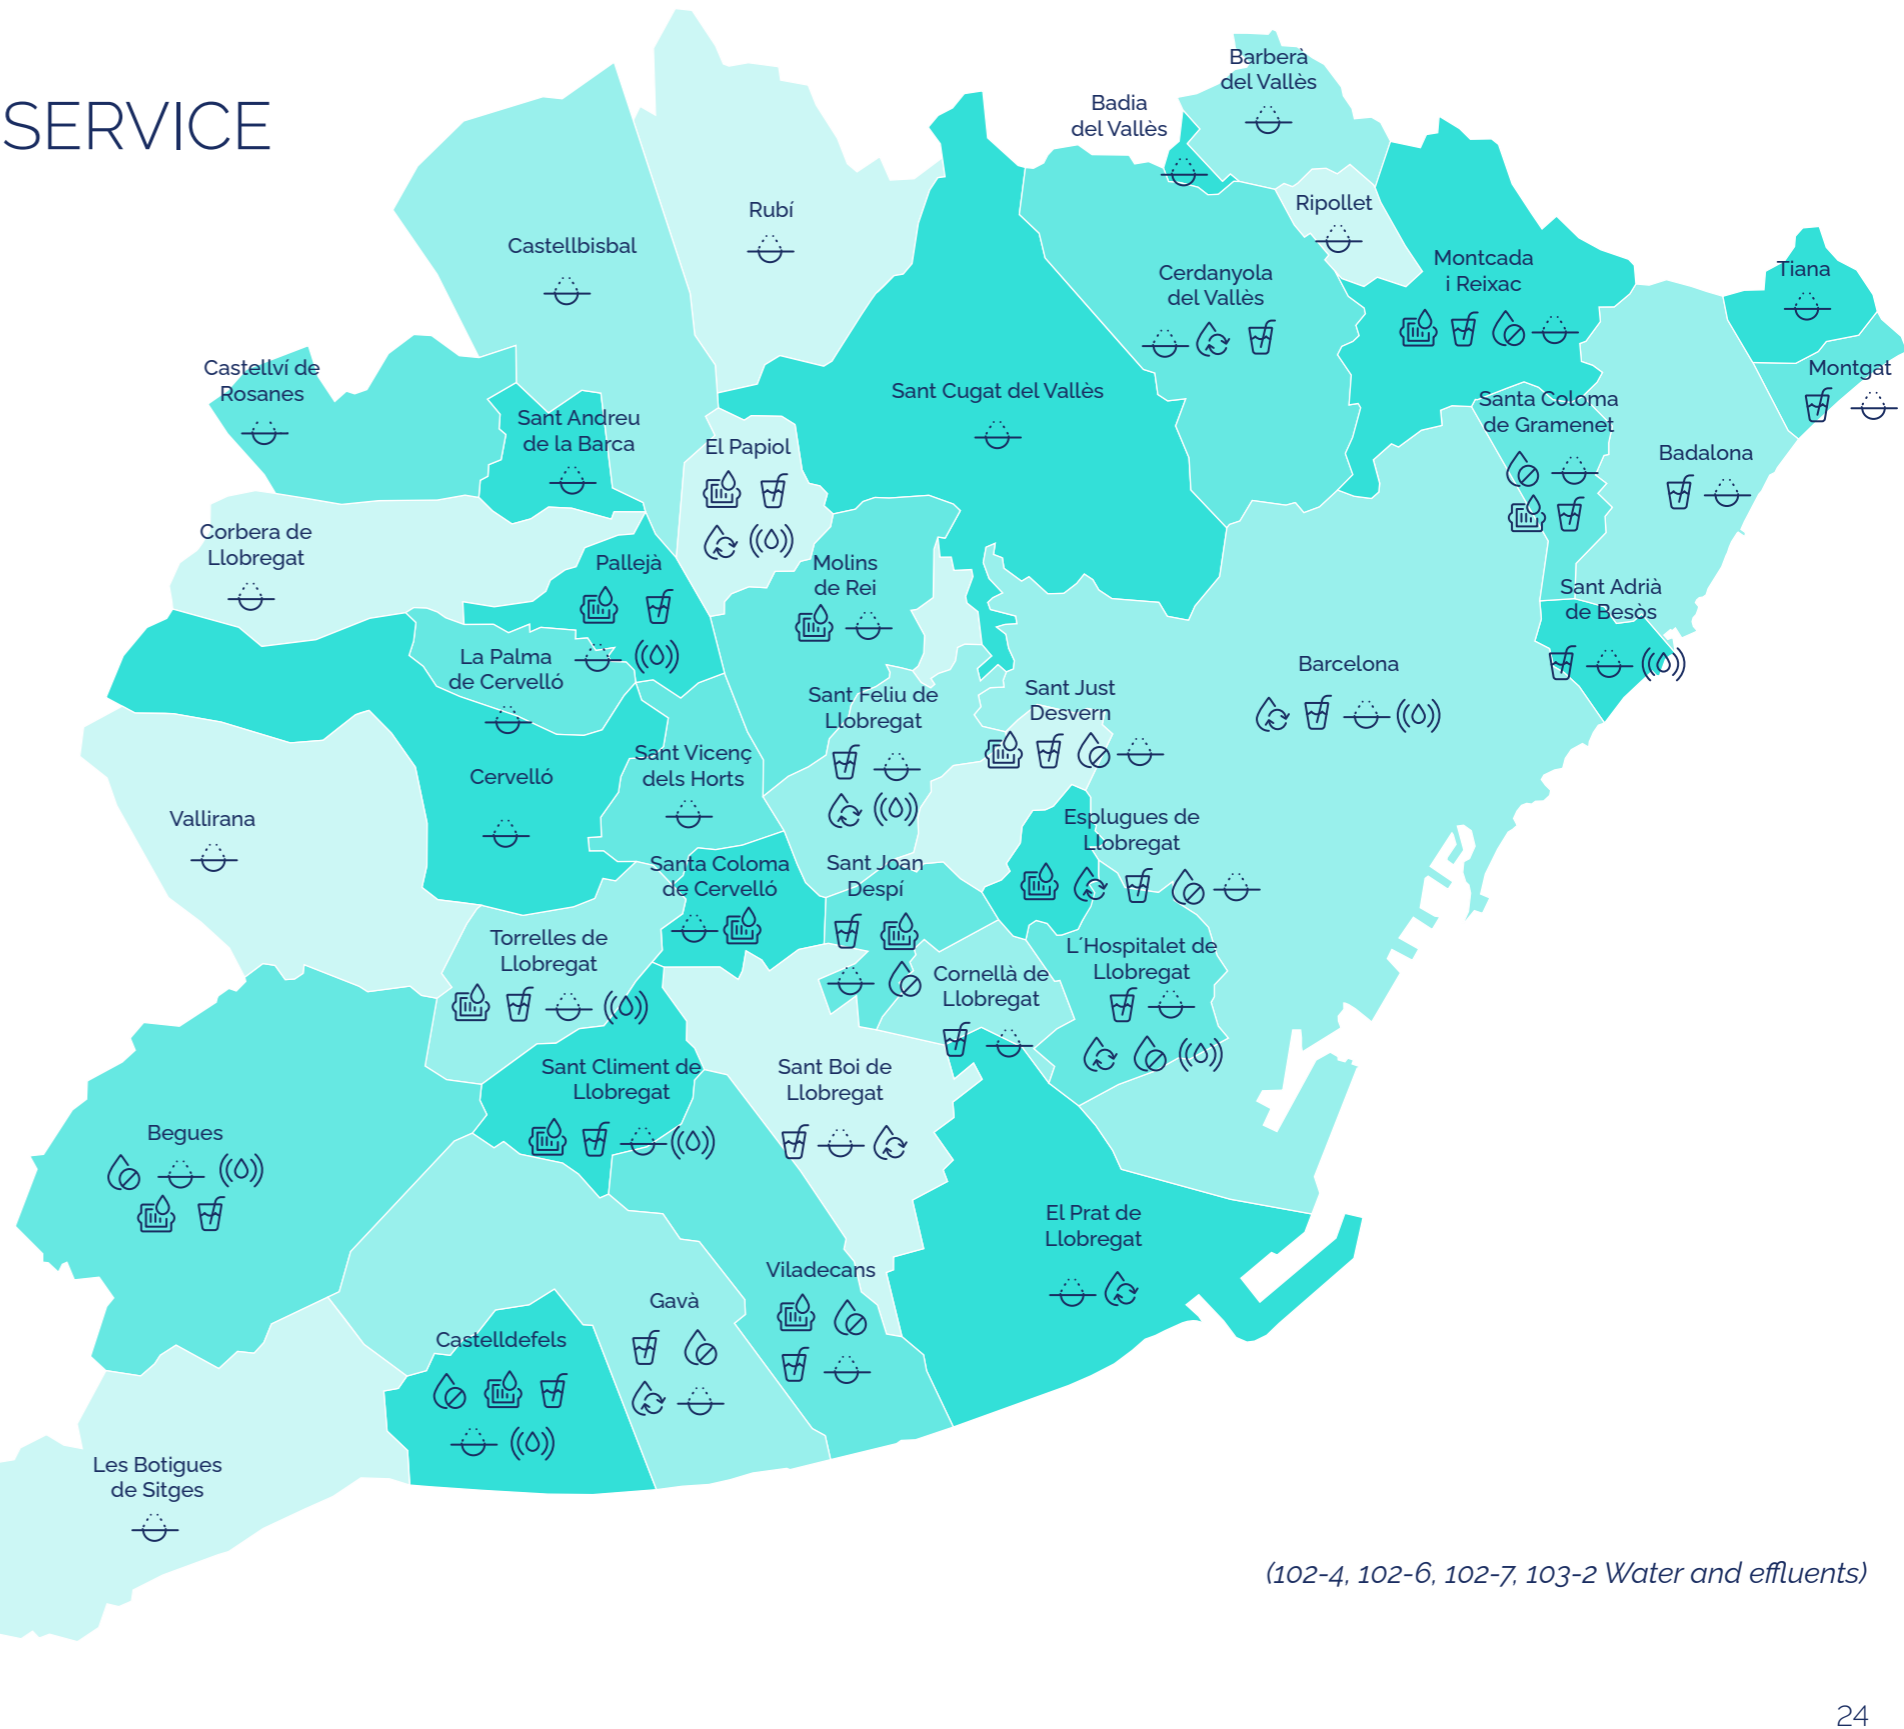 SERVICE
Barberà
del Vallès
Badia
del Vallès
Rubí
Ripollet
Castellbisbal
Montcada
i Reixac
Cerdanyola
del Vallès
Tiana
Castellví de
Rosanes
Montgat
Sant Cugat del Vallès
Santa Coloma
de Gramenet
Sant Andreu
de la Barca
El Papiol
Badalona
Corbera de
Llobregat
Pallejà
Molins
de Rei
Sant Adrià
de Besòs
La Palma
de Cervelló
Barcelona
Sant Feliu de
Llobregat
Sant Just
Desvern
Sant Vicenç
dels Horts
Cervelló
Vallirana
Esplugues de
Llobregat
Santa Coloma
de Cervelló
Sant Joan
Despí
Torrelles de
Llobregat
L´Hospitalet de
Llobregat
Cornellà de
Llobregat
Sant Climent de
Llobregat
Sant Boi de
Llobregat
Begues
El Prat de
Llobregat
Viladecans
Gavà
Castelldefels
Les Botigues
de Sitges
(102-4, 102-6, 102-7, 103-2 Water and effluents)
24